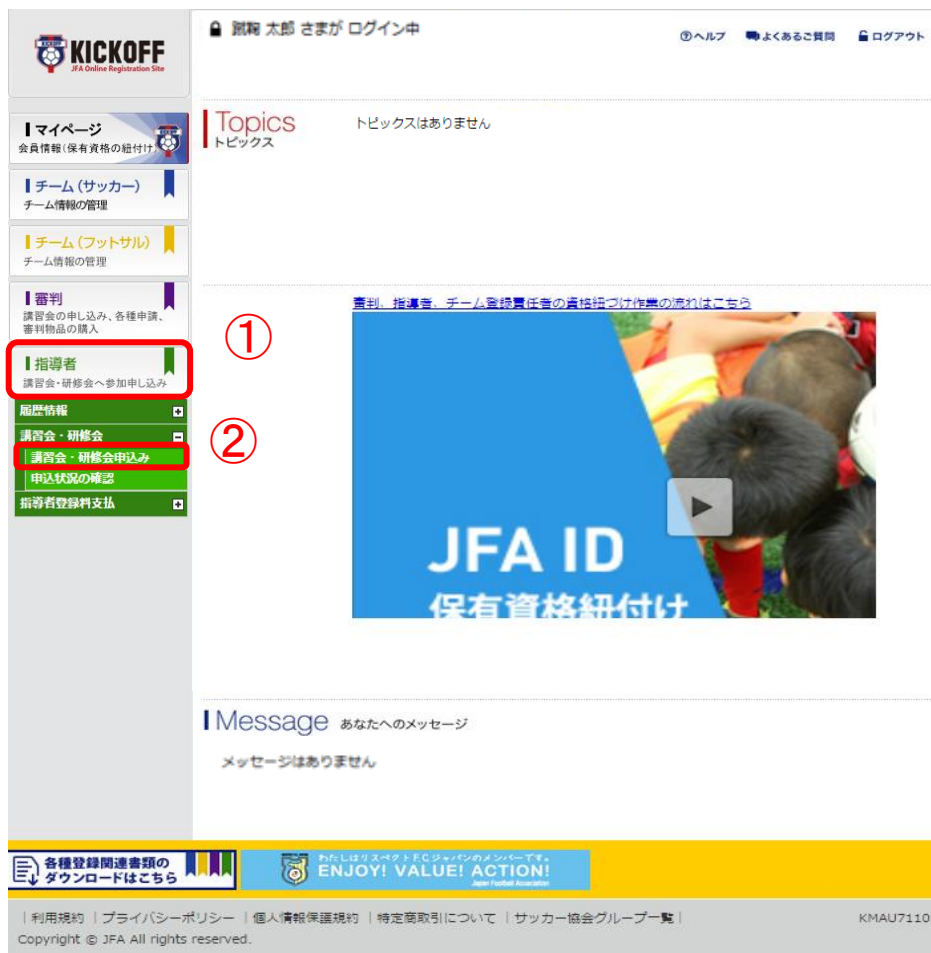 蹴鞠 太郎 さまが ログイン中
ヘルプ
よくあるご質問
ログアウト
KICKOFF
JFA Online Registration Site
マイページ
会員情報(保有資格の紐付け)
チーム(サッカー)
チーム情報の管理
チーム(フットサル)
チーム情報の管理
審判
講習会の申し込み、各種申請、
審判物品の購入
指導者
講習会・研修会へ参加申し込み
履歴情報
講習会・研修会
講習会・研修会申込み
申込状況の確認
指導者登録料支払
①
②
Topics
トピックス
トピックスはありません
審判、指導者、チーム登録責任者の資格紐づけ作業の流れはこちら
JFA ID
保有資格紐付け
Message あなたへのメッセージ
メッセージはありません
各種登録関連書類の
ダウンロードはこちら
わたしはリスペクトF.C.ジャパンのメンバーです。
ENJOY! VALUE! ACTION!
Japan Football Association
|利用規約 |プライバシーポリシー |個人情報保護規約 |特定商取引について |サッカー協会グループ一覧|
KMAU7110
Copyright © JFA All rights reserved.